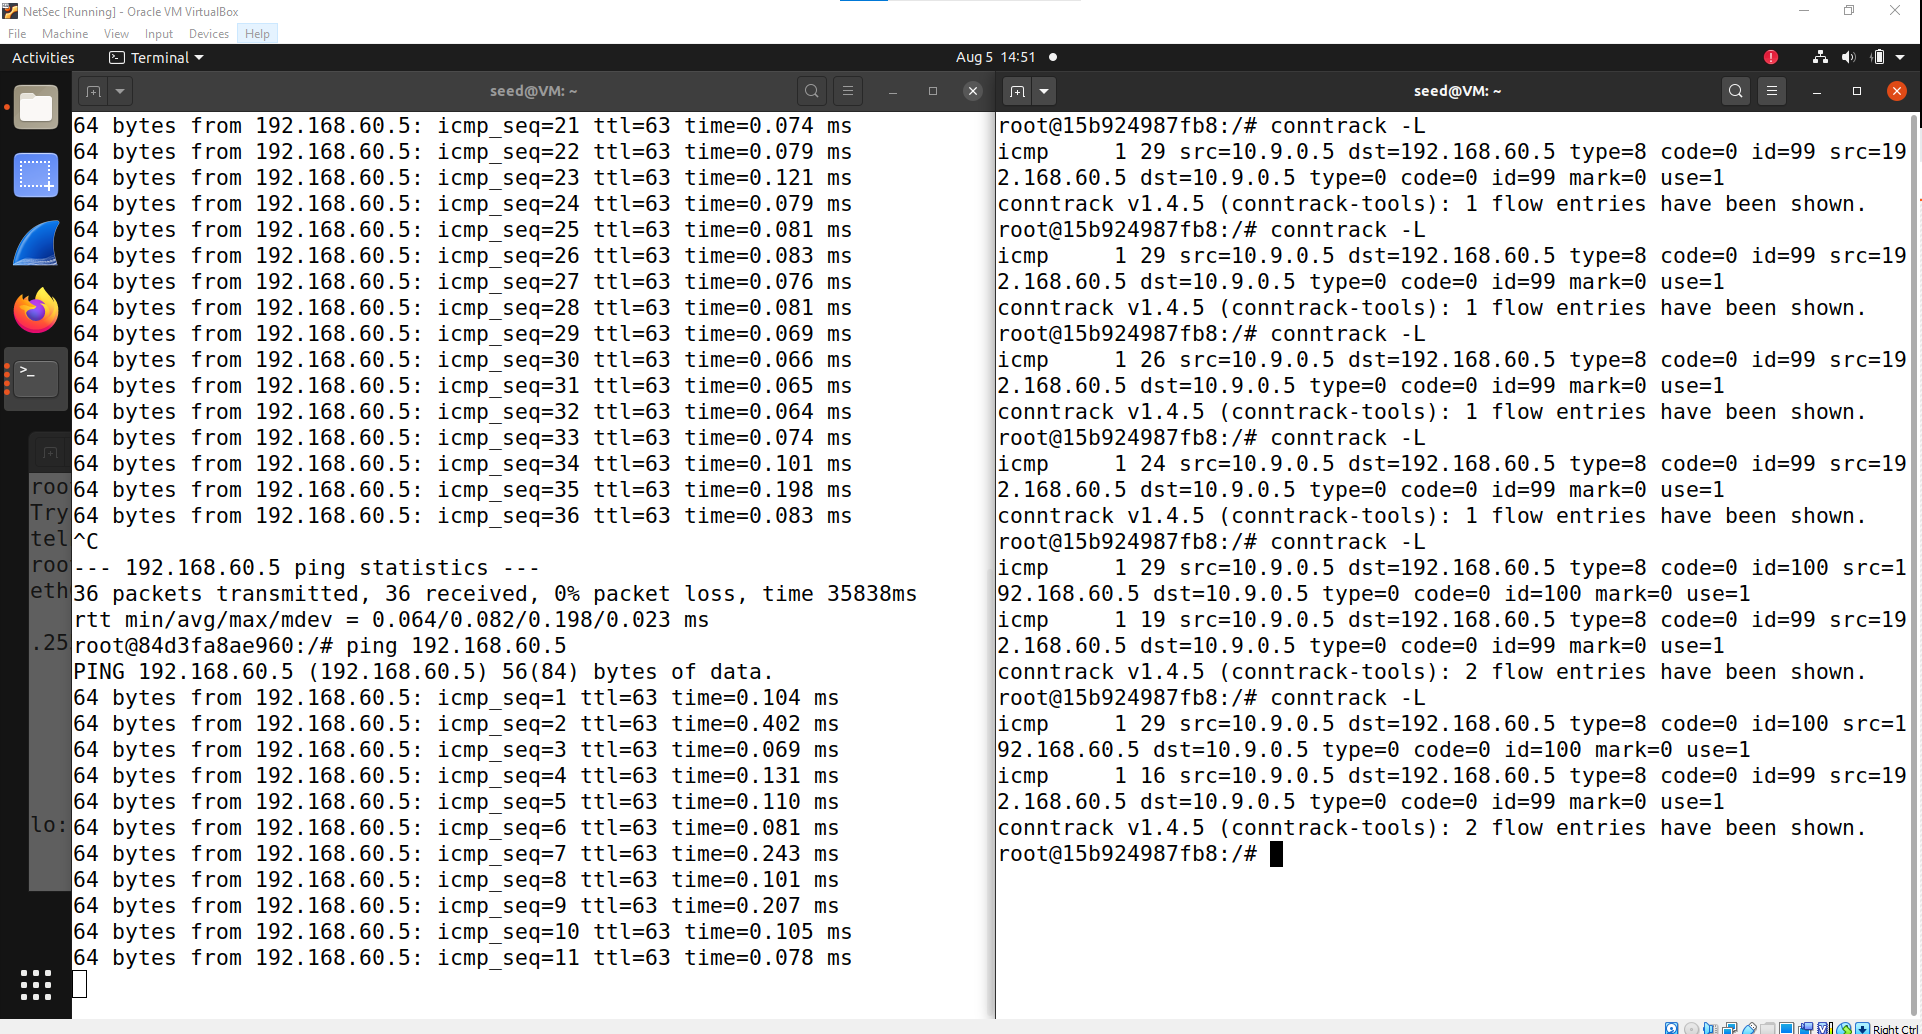 NetSec [Running] - Oracle VM VirtualBox
File Machine View Input Devices Help
Activities Terminal Aug 5 14:51
seed@VM: ~
64 bytes from 192.168.60.5: icmp_seq=21 ttl=63 time=0.074 ms
64 bytes from 192.168.60.5: icmp_seq=22 ttl=63 time=0.079 ms
64 bytes from 192.168.60.5: icmp_seq=23 ttl=63 time=0.121 ms
64 bytes from 192.168.60.5: icmp_seq=24 ttl=63 time=0.079 ms
64 bytes from 192.168.60.5: icmp_seq=25 ttl=63 time=0.081 ms
64 bytes from 192.168.60.5: icmp_seq=26 ttl=63 time=0.083 ms
64 bytes from 192.168.60.5: icmp_seq=27 ttl=63 time=0.076 ms
64 bytes from 192.168.60.5: icmp_seq=28 ttl=63 time=0.081 ms
64 bytes from 192.168.60.5: icmp_seq=29 ttl=63 time=0.069 ms
64 bytes from 192.168.60.5: icmp_seq=30 ttl=63 time=0.066 ms
64 bytes from 192.168.60.5: icmp_seq=31 ttl=63 time=0.065 ms
64 bytes from 192.168.60.5: icmp_seq=32 ttl=63 time=0.064 ms
64 bytes from 192.168.60.5: icmp_seq=33 ttl=63 time=0.074 ms
64 bytes from 192.168.60.5: icmp_seq=34 ttl=63 time=0.101 ms
64 bytes from 192.168.60.5: icmp_seq=35 ttl=63 time=0.198 ms
64 bytes from 192.168.60.5: icmp_seq=36 ttl=63 time=0.083 ms
^C
--- 192.168.60.5 ping statistics ---
36 packets transmitted, 36 received, 0% packet loss, time 35838ms
rtt min/avg/max/mdev = 0.064/0.082/0.198/0.023 ms
root@84d3fa8ae960:/# ping 192.168.60.5
PING 192.168.60.5 (192.168.60.5) 56(84) bytes of data.
64 bytes from 192.168.60.5: icmp_seq=1 ttl=63 time=0.104 ms
64 bytes from 192.168.60.5: icmp_seq=2 ttl=63 time=0.402 ms
64 bytes from 192.168.60.5: icmp_seq=3 ttl=63 time=0.069 ms
64 bytes from 192.168.60.5: icmp_seq=4 ttl=63 time=0.131 ms
64 bytes from 192.168.60.5: icmp_seq=5 ttl=63 time=0.110 ms
64 bytes from 192.168.60.5: icmp_seq=6 ttl=63 time=0.081 ms
64 bytes from 192.168.60.5: icmp_seq=7 ttl=63 time=0.243 ms
64 bytes from 192.168.60.5: icmp_seq=8 ttl=63 time=0.101 ms
64 bytes from 192.168.60.5: icmp_seq=9 ttl=63 time=0.207 ms
64 bytes from 192.168.60.5: icmp_seq=10 ttl=63 time=0.105 ms
64 bytes from 192.168.60.5: icmp_seq=11 ttl=63 time=0.078 ms
roo
Try
tel
roo
eth
.25
lo:
seed@VM: ~
root@15b924987fb8:/# conntrack -L
icmp     1 29 src=10.9.0.5 dst=192.168.60.5 type=8 code=0 id=99 src=19
2.168.60.5 dst=10.9.0.5 type=0 code=0 id=99 mark=0 use=1
conntrack v1.4.5 (conntrack-tools): 1 flow entries have been shown.
root@15b924987fb8:/# conntrack -L
icmp     1 29 src=10.9.0.5 dst=192.168.60.5 type=8 code=0 id=99 src=19
2.168.60.5 dst=10.9.0.5 type=0 code=0 id=99 mark=0 use=1
conntrack v1.4.5 (conntrack-tools): 1 flow entries have been shown.
root@15b924987fb8:/# conntrack -L
icmp     1 26 src=10.9.0.5 dst=192.168.60.5 type=8 code=0 id=99 src=19
2.168.60.5 dst=10.9.0.5 type=0 code=0 id=99 mark=0 use=1
conntrack v1.4.5 (conntrack-tools): 1 flow entries have been shown.
root@15b924987fb8:/# conntrack -L
icmp     1 24 src=10.9.0.5 dst=192.168.60.5 type=8 code=0 id=99 src=19
2.168.60.5 dst=10.9.0.5 type=0 code=0 id=99 mark=0 use=1
conntrack v1.4.5 (conntrack-tools): 1 flow entries have been shown.
root@15b924987fb8:/# conntrack -L
icmp     1 29 src=10.9.0.5 dst=192.168.60.5 type=8 code=0 id=100 src=1
92.168.60.5 dst=10.9.0.5 type=0 code=0 id=100 mark=0 use=1
icmp     1 19 src=10.9.0.5 dst=192.168.60.5 type=8 code=0 id=99 src=19
2.168.60.5 dst=10.9.0.5 type=0 code=0 id=99 mark=0 use=1
conntrack v1.4.5 (conntrack-tools): 2 flow entries have been shown.
root@15b924987fb8:/# conntrack -L
icmp     1 29 src=10.9.0.5 dst=192.168.60.5 type=8 code=0 id=100 src=1
92.168.60.5 dst=10.9.0.5 type=0 code=0 id=100 mark=0 use=1
icmp     1 16 src=10.9.0.5 dst=192.168.60.5 type=8 code=0 id=99 src=19
2.168.60.5 dst=10.9.0.5 type=0 code=0 id=99 mark=0 use=1
conntrack v1.4.5 (conntrack-tools): 2 flow entries have been shown.
root@15b924987fb8:/#
Right Ctrl